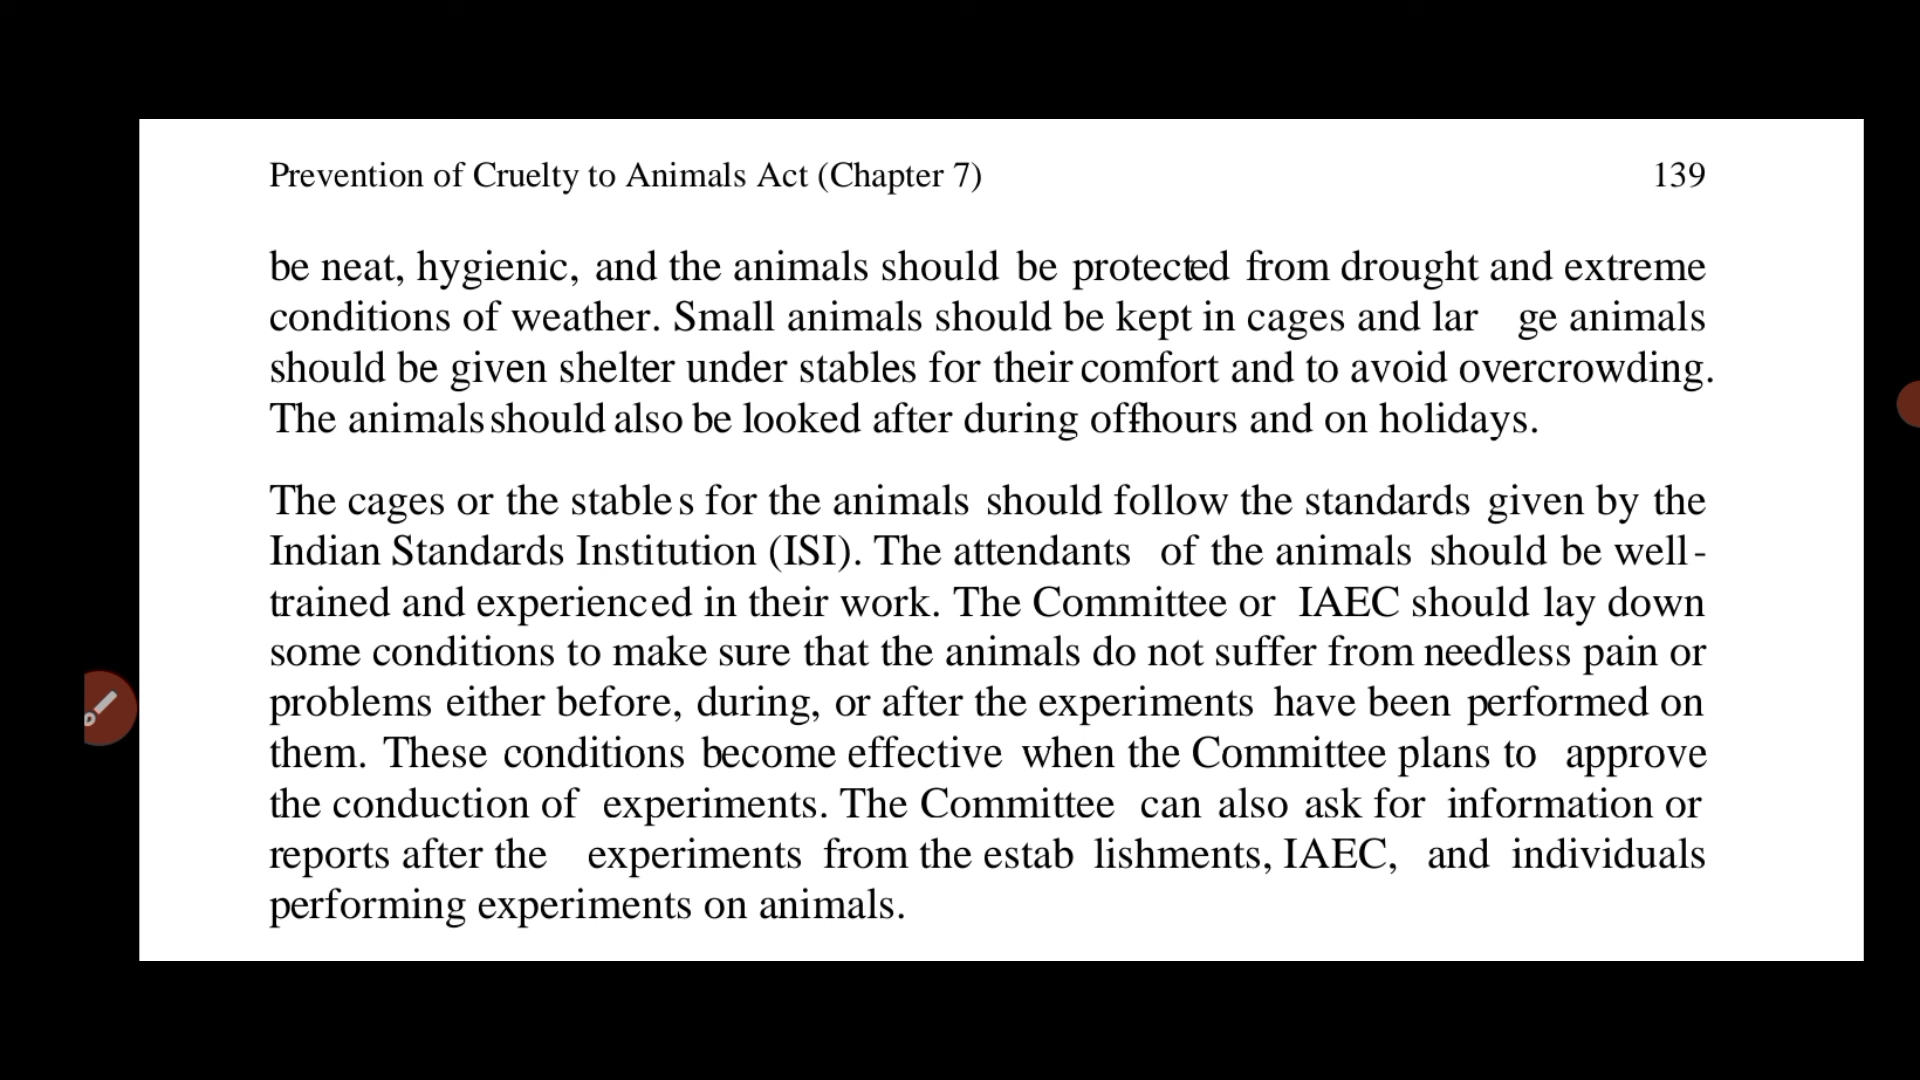 Prevention of Cruelty to Animals Act (Chapter 7) 139
be neat, hygienic, and the animals should be protected from drought and extreme
conditions of weather. Small animals should be kept in cages and lar ge animals
should be given shelter under stables for their comfort and to avoid overcrowding.
The animals should also be looked after during off-hours and on holidays.
The cages or the stables for the animals should follow the standards given by the
Indian Standards Institution (ISI). The attendants of the animals should be well-
trained and experienced in their work. The Committee or IAEC should lay down
some conditions to make sure that the animals do not suffer from needless pain or
problems either before, during, or after the experiments have been performed on
them. These conditions become effective when the Committee plans to approve
the conduction of experiments. The Committee can also ask for information or
reports after the experiments from the estab lishments, IAEC, and individuals
performing experiments on animals.